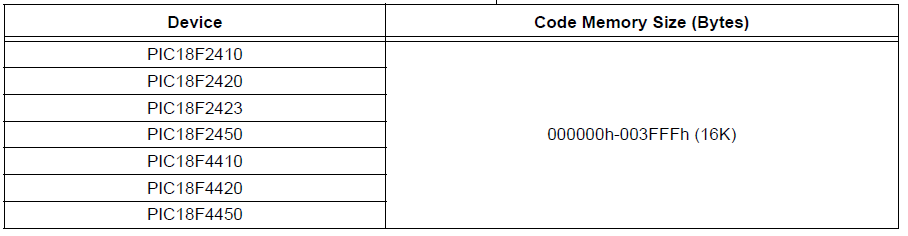 Device Code Memory Size (Bytes)
PIC18F2410
PIC18F2420
PIC18F2423
PIC18F2450
000000h-003FFFh (16K)
PIC18F4410
PIC18F4420
PIC18F4450